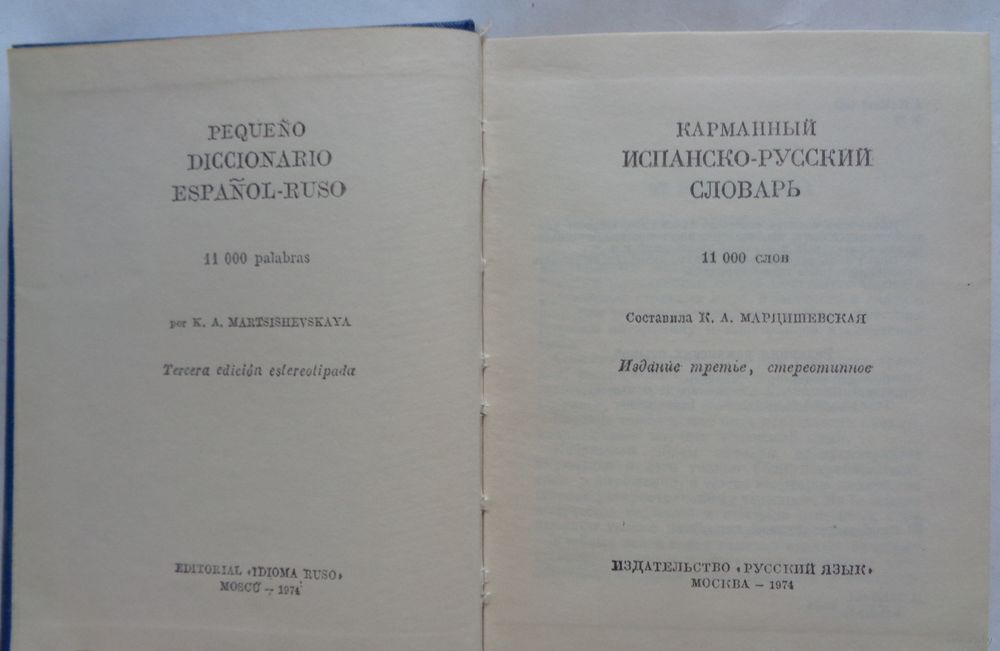 PEQUEÑO
DICCIONARIO
ESPAÑOL-RUSO
11 000 palabras
por K. A. MARTSISHEVSKAYA
Tercera edición estereotipada
EDITORIAL «IDIOMA RUSO»
MOSCÚ — 1974
КАРМАННЫЙ
ИСПАНСКО-РУССКИЙ
СЛОВАРЬ
11 000 слов
Составила К. А. МАРЦИШЕВСКАЯ
Издание третье, стереотипное
ИЗДАТЕЛЬСТВО «РУССКИЙ ЯЗЫК»
МОСКВА — 1974